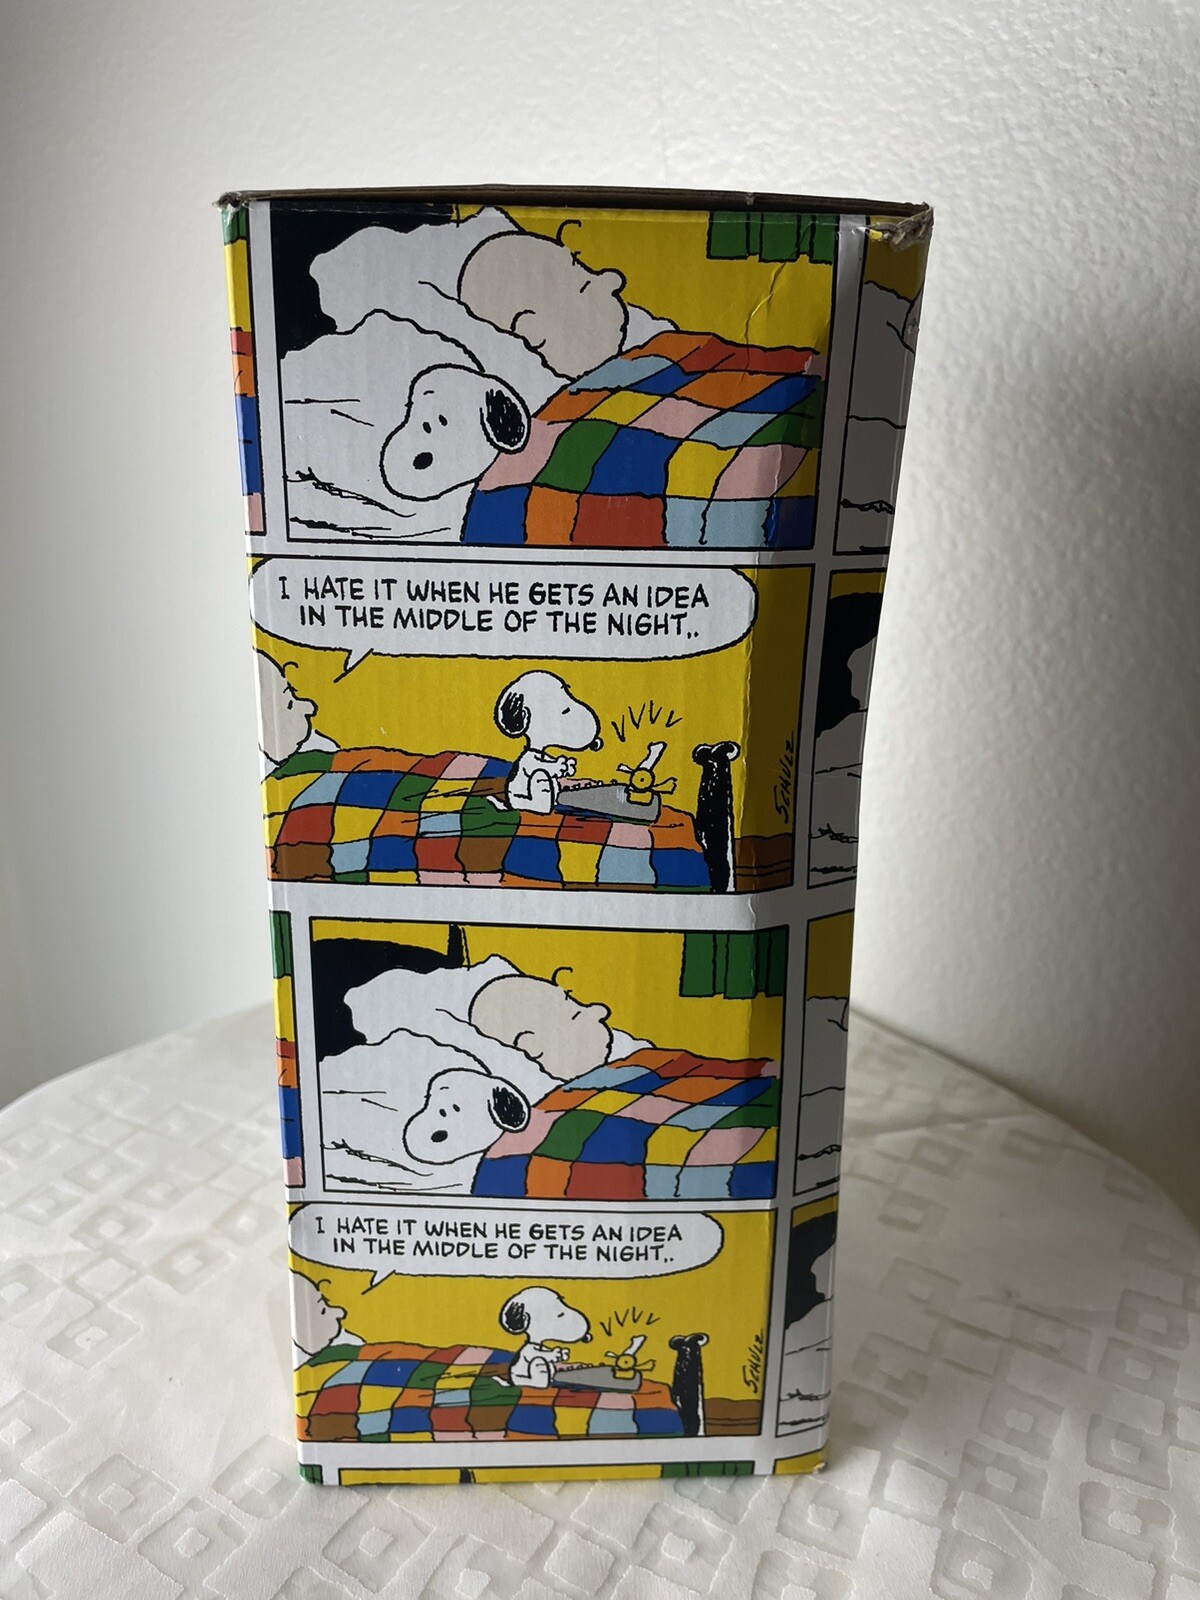 I HATE IT WHEN HE GETS AN IDEA
IN THE MIDDLE OF THE NIGHT..
SCHULZ
I HATE IT WHEN HE GETS AN IDEA
IN THE MIDDLE OF THE NIGHT..
SCHULZ